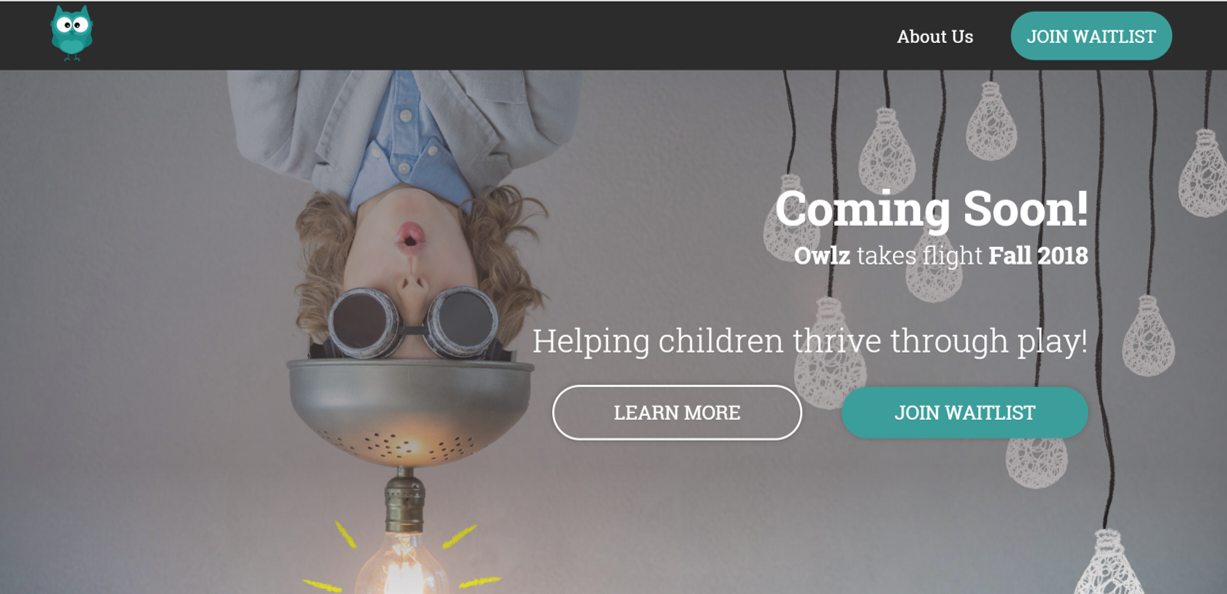 About Us
JOIN WAITLIST
Coming Soon!
Owlz takes flight Fall 2018
Helping children thrive through play!
LEARN MORE
JOIN WAITLIST